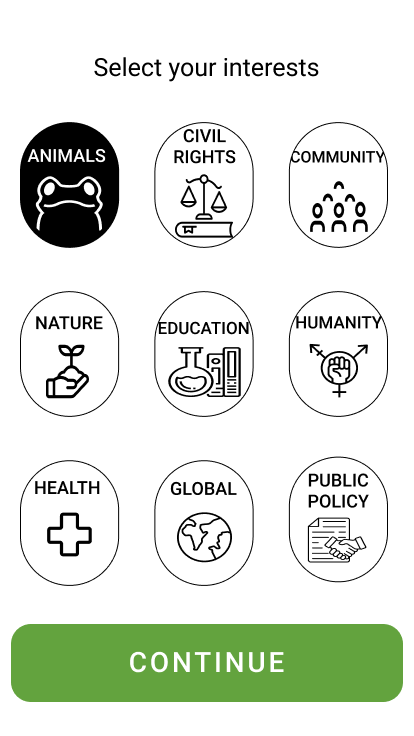 Select your interests
ANIMALS
CIVIL
RIGHTS
COMMUNITY
NATURE
EDUCATION
HUMANITY
HEALTH
GLOBAL
PUBLIC
POLICY
CONTINUE